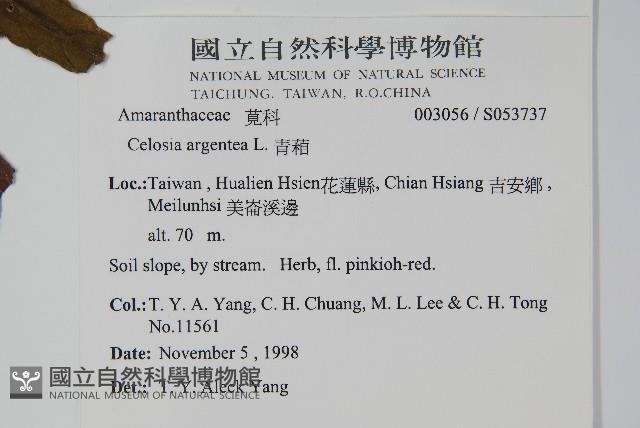 國立自然科學博物館
NATIONAL MUSEUM OF NATURAL SCIENCE
TAICHUNG. TAIWAN, R.O.CHINA
Amaranthaceae 莧科 003056 / S053737
Celosia argentea L. 青葙
Loc.:Taiwan , Hualien Hsien花蓮縣, Chian Hsiang 吉安鄉 ,
Meilunhsi 美崙溪邊
alt. 70 m.
Soil slope, by stream. Herb, fl. pinkioh-red.
Col.:T. Y. A. Yang, C. H. Chuang, M. L. Lee & C. H. Tong
No.11561
Date: November 5 , 1998
Det.: T. Y. Aleck Yang
國立自然科學博物館
NATIONAL MUSEUM OF NATURAL SCIENCE